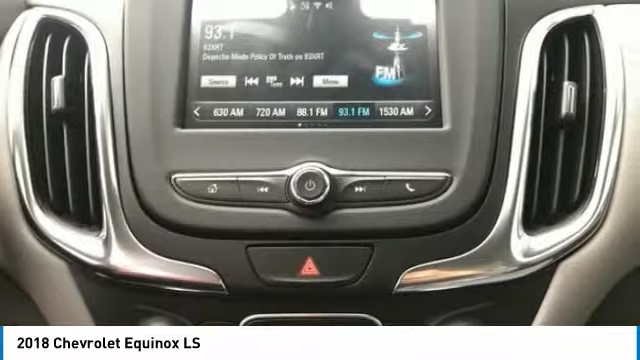 93.1
93XRT
Depeche Mode Policy Of Truth on 93XRT
FM
Source
Tune
Menu
630 AM 720 AM 88.1 FM 93.1 FM 1530 AM
2018 Chevrolet Equinox LS